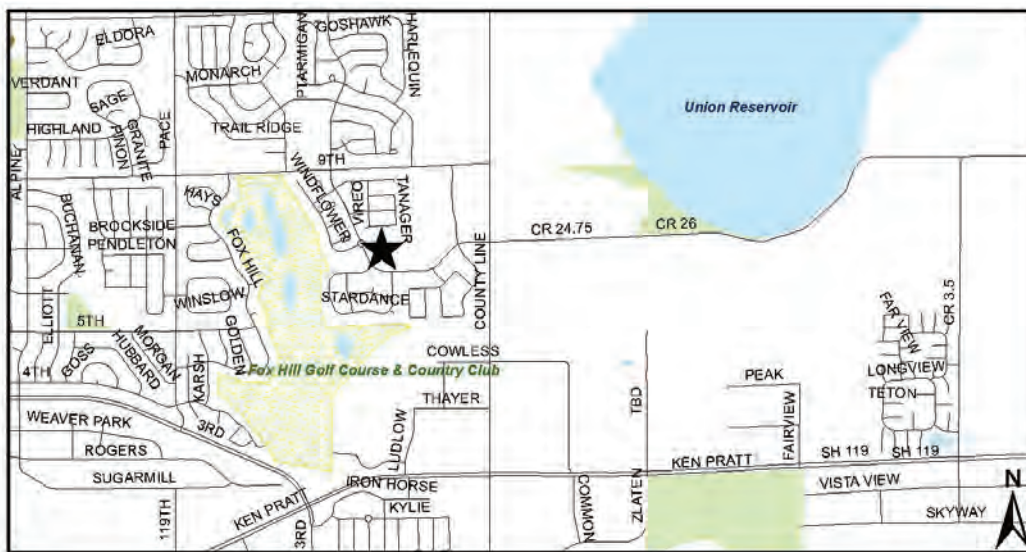 ELDORA
GOSHAWK
HARLEQUIN
PTARMIGAN
VERDANT
MONARCH
SAGE
Union Reservoir
HIGHLAND
PINON
GRANITE
PACE
TRAIL RIDGE
ALPINE
9TH
WINDFLOWER
VIREO
TANAGER
HAYS
BUCHANAN
BROOKSIDE
PENDLETON
FOX HILL
CR 24.75
CR 26
COUNTY LINE
WINSLOW
STARDANCE
ELLIOTT
5TH
GOLDEN
FAR VIEW
CR 3.5
GOSS
HUBBARD
MORGAN
KARSH
4TH
COWLESS
Fox Hill Golf Course & Country Club
LONGVIEW
PEAK
TETON
THAYER
TBD
WEAVER PARK
3RD
LUDLOW
FAIRVIEW
ROGERS
KEN PRATT
SH 119
SH 119
SUGARMILL
IRON HORSE
VISTA VIEW
N
119TH
KEN PRATT
3RD
KYLIE
COMMON
ZLATEN
SKYWAY